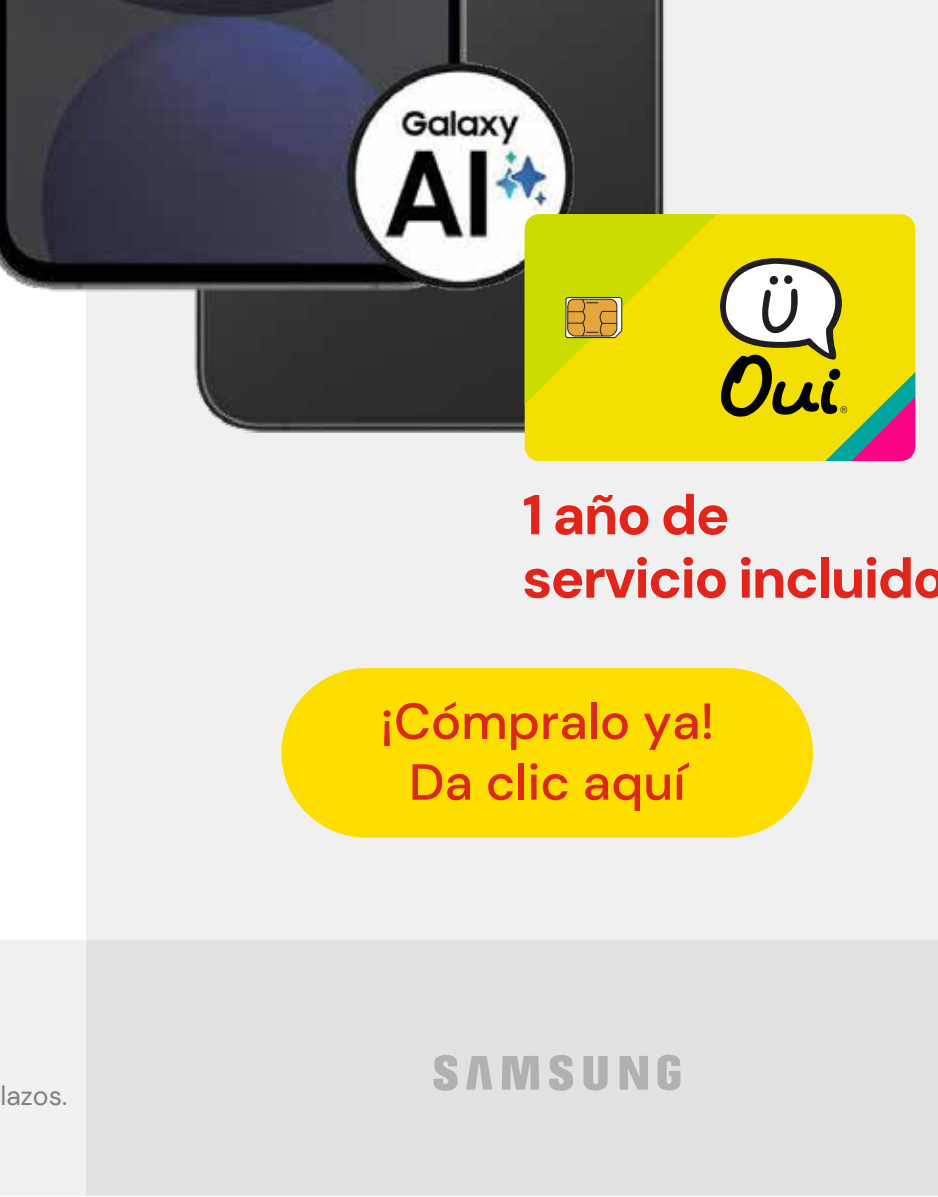 Galaxy
AI
Ü
Oui®
1 año de
servicio incluido
¡Cómpralo ya!
Da clic aquí
SAMSUNG
lazos.